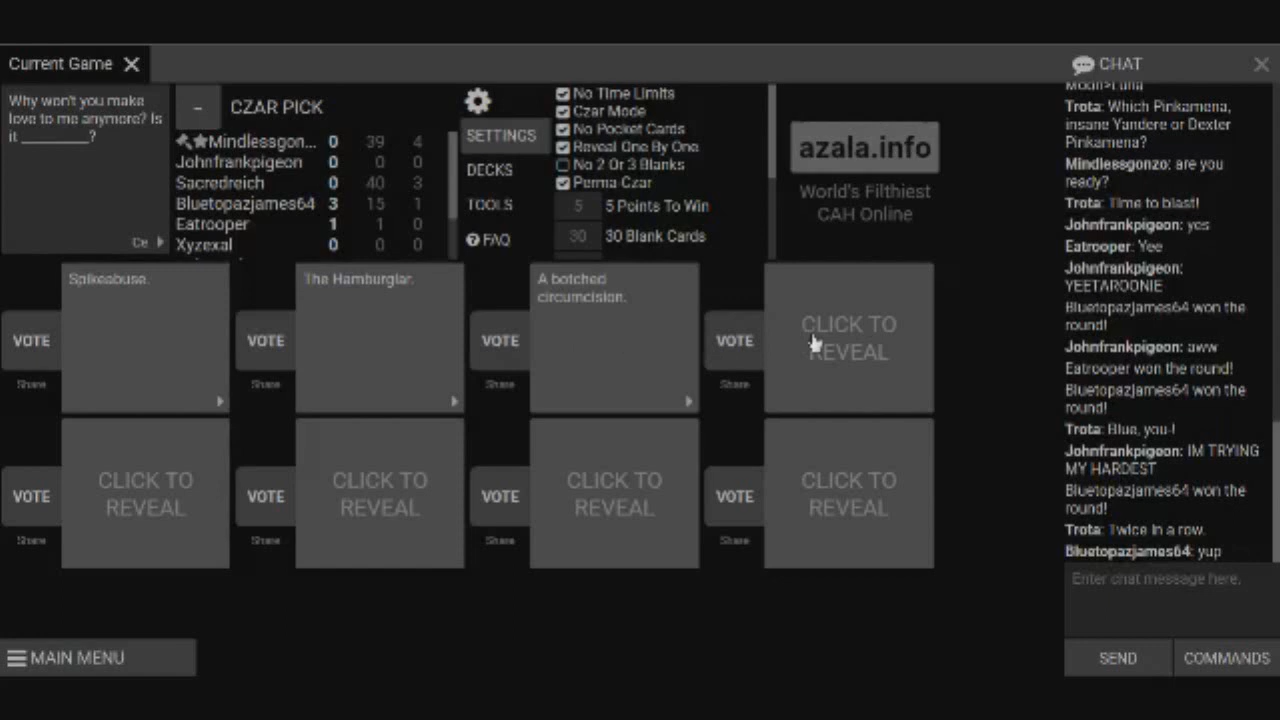 Current Game
CHAT
Why won't you make
love to me anymore? Is
it _________?
Ce
–
CZAR PICK
Mindlessgon... 0 39 4
Johnfrankpigeon 0 0 0
Sacredreich 0 40 3
Bluetopazjames64 3 15 1
Eatrooper 1 1 0
Xyzexal 0 0 0
SETTINGS
DECKS
TOOLS
FAQ
No Time Limits
Czar Mode
No Pocket Cards
Reveal One By One
No 2 Or 3 Blanks
Perma-Czar
5 5 Points To Win
30 30 Blank Cards
azala.info
World's Filthiest
CAH Online
VOTE
Share
Spikeabuse.
VOTE
Share
The Hamburglar.
VOTE
Share
A botched
circumcision.
VOTE
Share
CLICK TO
REVEAL
VOTE
Share
CLICK TO
REVEAL
VOTE
Share
CLICK TO
REVEAL
VOTE
Share
CLICK TO
REVEAL
VOTE
Share
CLICK TO
REVEAL
Trota: Which Pinkamena,
insane Yandere or Dexter
Pinkamena?
Mindlessgonzo: are you
ready?
Trota: Time to blast!
Johnfrankpigeon: yes
Eatrooper: Yee
Johnfrankpigeon:
YEETAROONIE
Bluetopazjames64 won the
round!
Johnfrankpigeon: aww
Eatrooper won the round!
Bluetopazjames64 won the
round!
Trota: Blue, you-!
Johnfrankpigeon: IM TRYING
MY HARDEST
Bluetopazjames64 won the
round!
Trota: Twice in a row.
Bluetopazjames64: yup
Enter chat message here.
SEND
COMMANDS
MAIN MENU